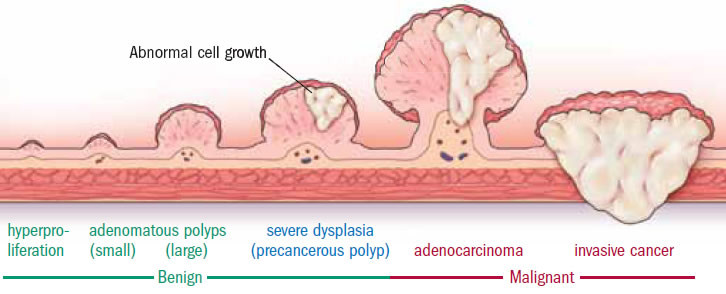 Abnormal cell growth
hyperpro-
liferation
adenomatous polyps
(small) (large)
severe dysplasia
(precancerous polyp)
adenocarcinoma
invasive cancer
Benign
Malignant